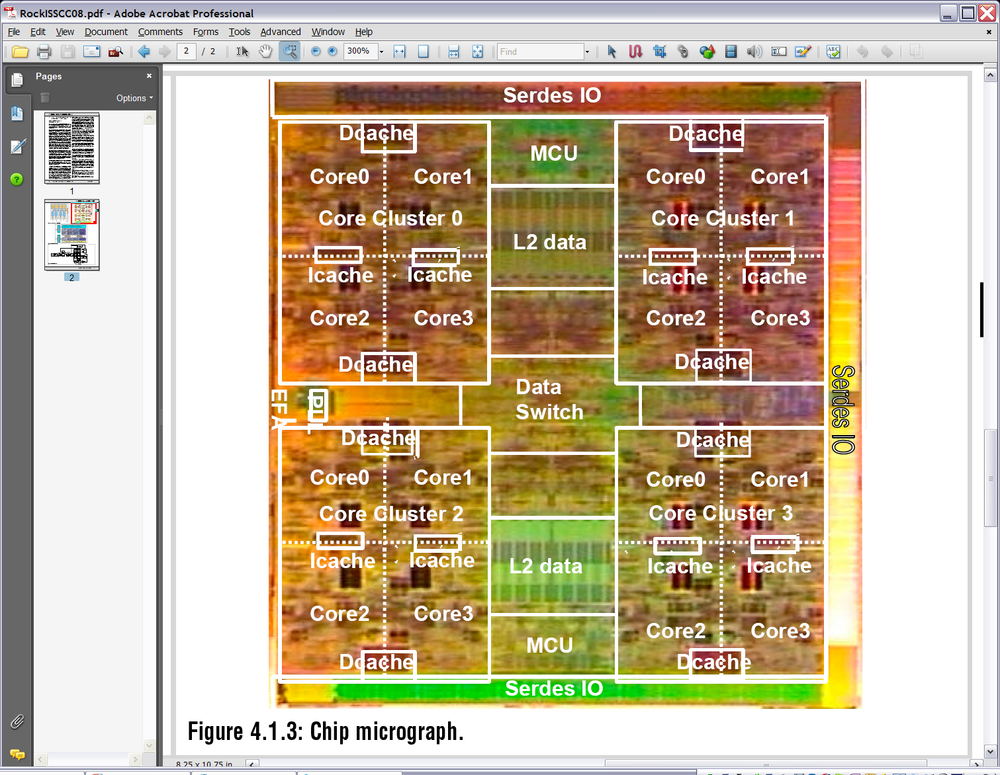 RockISSCC08.pdf - Adobe Acrobat Professional
File Edit View Document Comments Forms Tools Advanced Window Help
2 / 2 300% Find
Pages
Options
1
2
Serdes IO
Dcache
MCU
Dcache
Core0 Core1
Core0 Core1
Core Cluster 0
Core Cluster 1
L2 data
Icache Icache
Icache Icache
Core2 Core3
Core2 Core3
Dcache
Dcache
Data
Switch
EFA
PLL
Serdes IO
Dcache
Dcache
Core0 Core1
Core0 Core1
Core Cluster 2
Core Cluster 3
Icache Icache
L2 data
Icache Icache
Core2 Core3
Core2 Core3
MCU
Dcache
Dcache
Serdes IO
Figure 4.1.3: Chip micrograph.
8.25 x 10.75 in